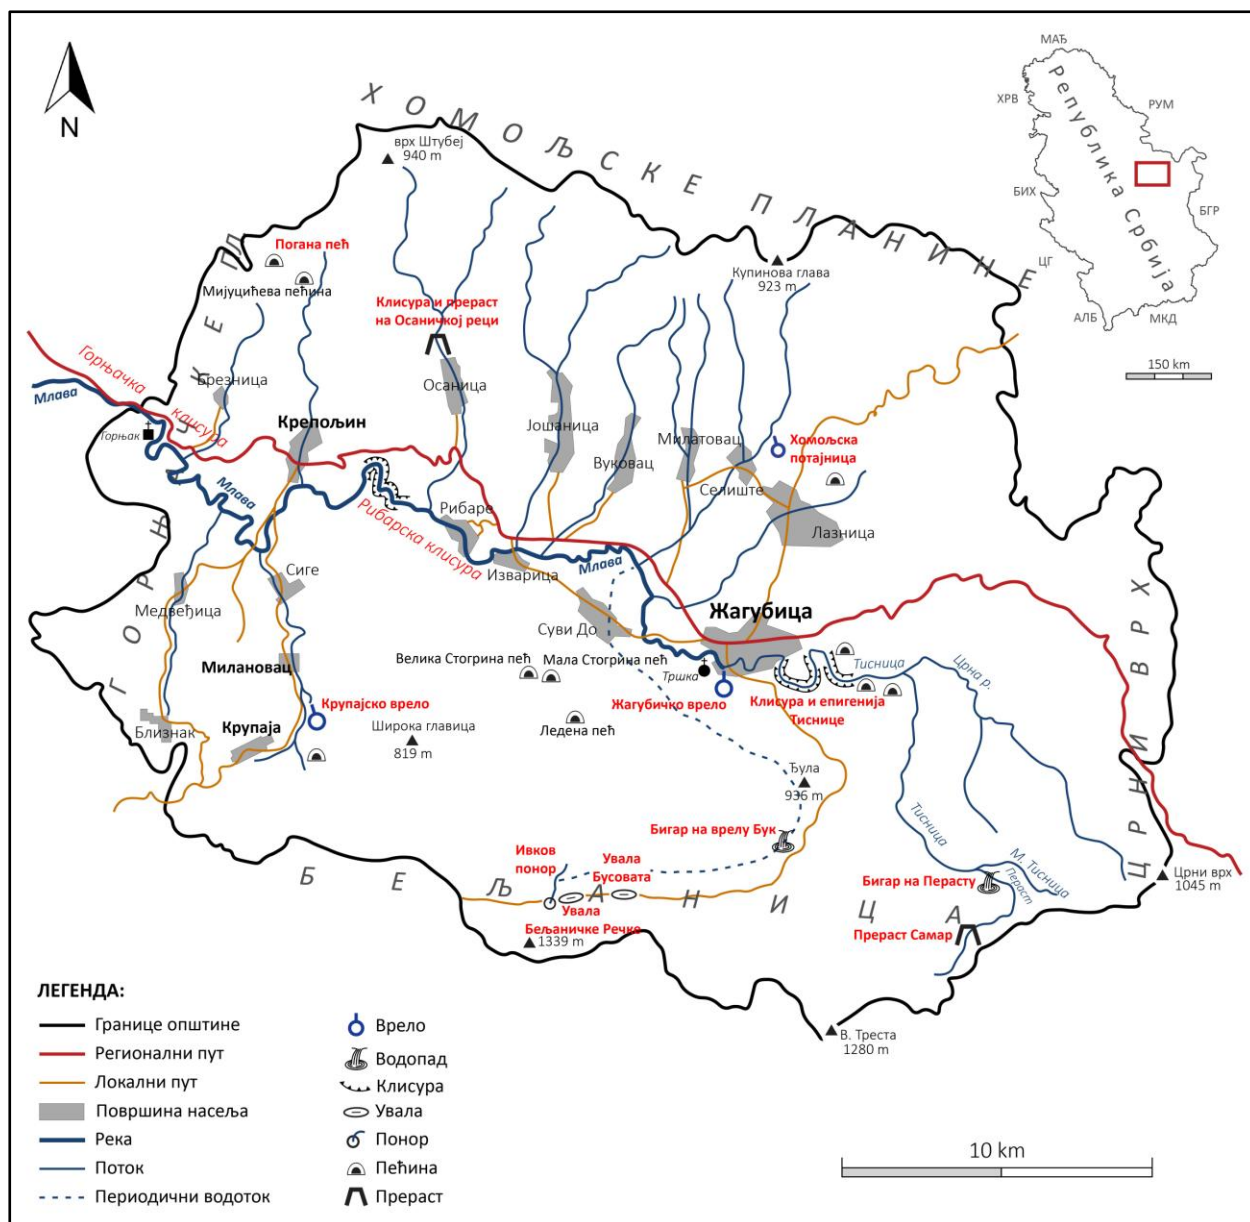 МАЂ
ХРВ
РУМ
БИХ
БГР
ЦГ
АЛБ
МКД
Република Србија
150 km
N
ХОМОЉСКЕ ПЛАНИНЕ
врх Штубеј
940 m
Погана пећ
Мијуцићева пећина
Купинова глава
923 m
Клисура и прераст
на Осаничкој реци
Горњачка
клисура
Млава
Брезница
Осаница
Крепољин
Горњак
Јошаница
Вуковац
Милатовац
Селиште
Хомољска
потајница
Лазница
Млава
Рибаре
Рибарска клисура
Изварица
Млава
Сиге
Медвеђица
Суви До
Жагубица
Милановац
Велика Стогрина пећ
Мала Стогрина пећ
Тршка
Тисница
Црна р.
Крупајско врело
Жагубичко врело
Клисура и епигенија
Тиснице
Близнак
Крупаја
Широка главица
819 m
Ледена пећ
Ђула
936 m
Тисница
Бигар на врелу Бук
Ивков
понор
Увала
Бусовата
Увала
Бељаничке Речке
1339 m
М. Тисница
Пераст
Бигар на Перасту
Прераст Самар
Црни врх
1045 m
В. Треста
1280 m
БЕЉАНИЦА
ЦРНИ ВРХ
ЛЕГЕНДА:
Границе општине
Регионални пут
Локални пут
Површина насеља
Река
Поток
Периодични водоток
Врело
Водопад
Клисура
Увала
Понор
Пећина
Прераст
10 km